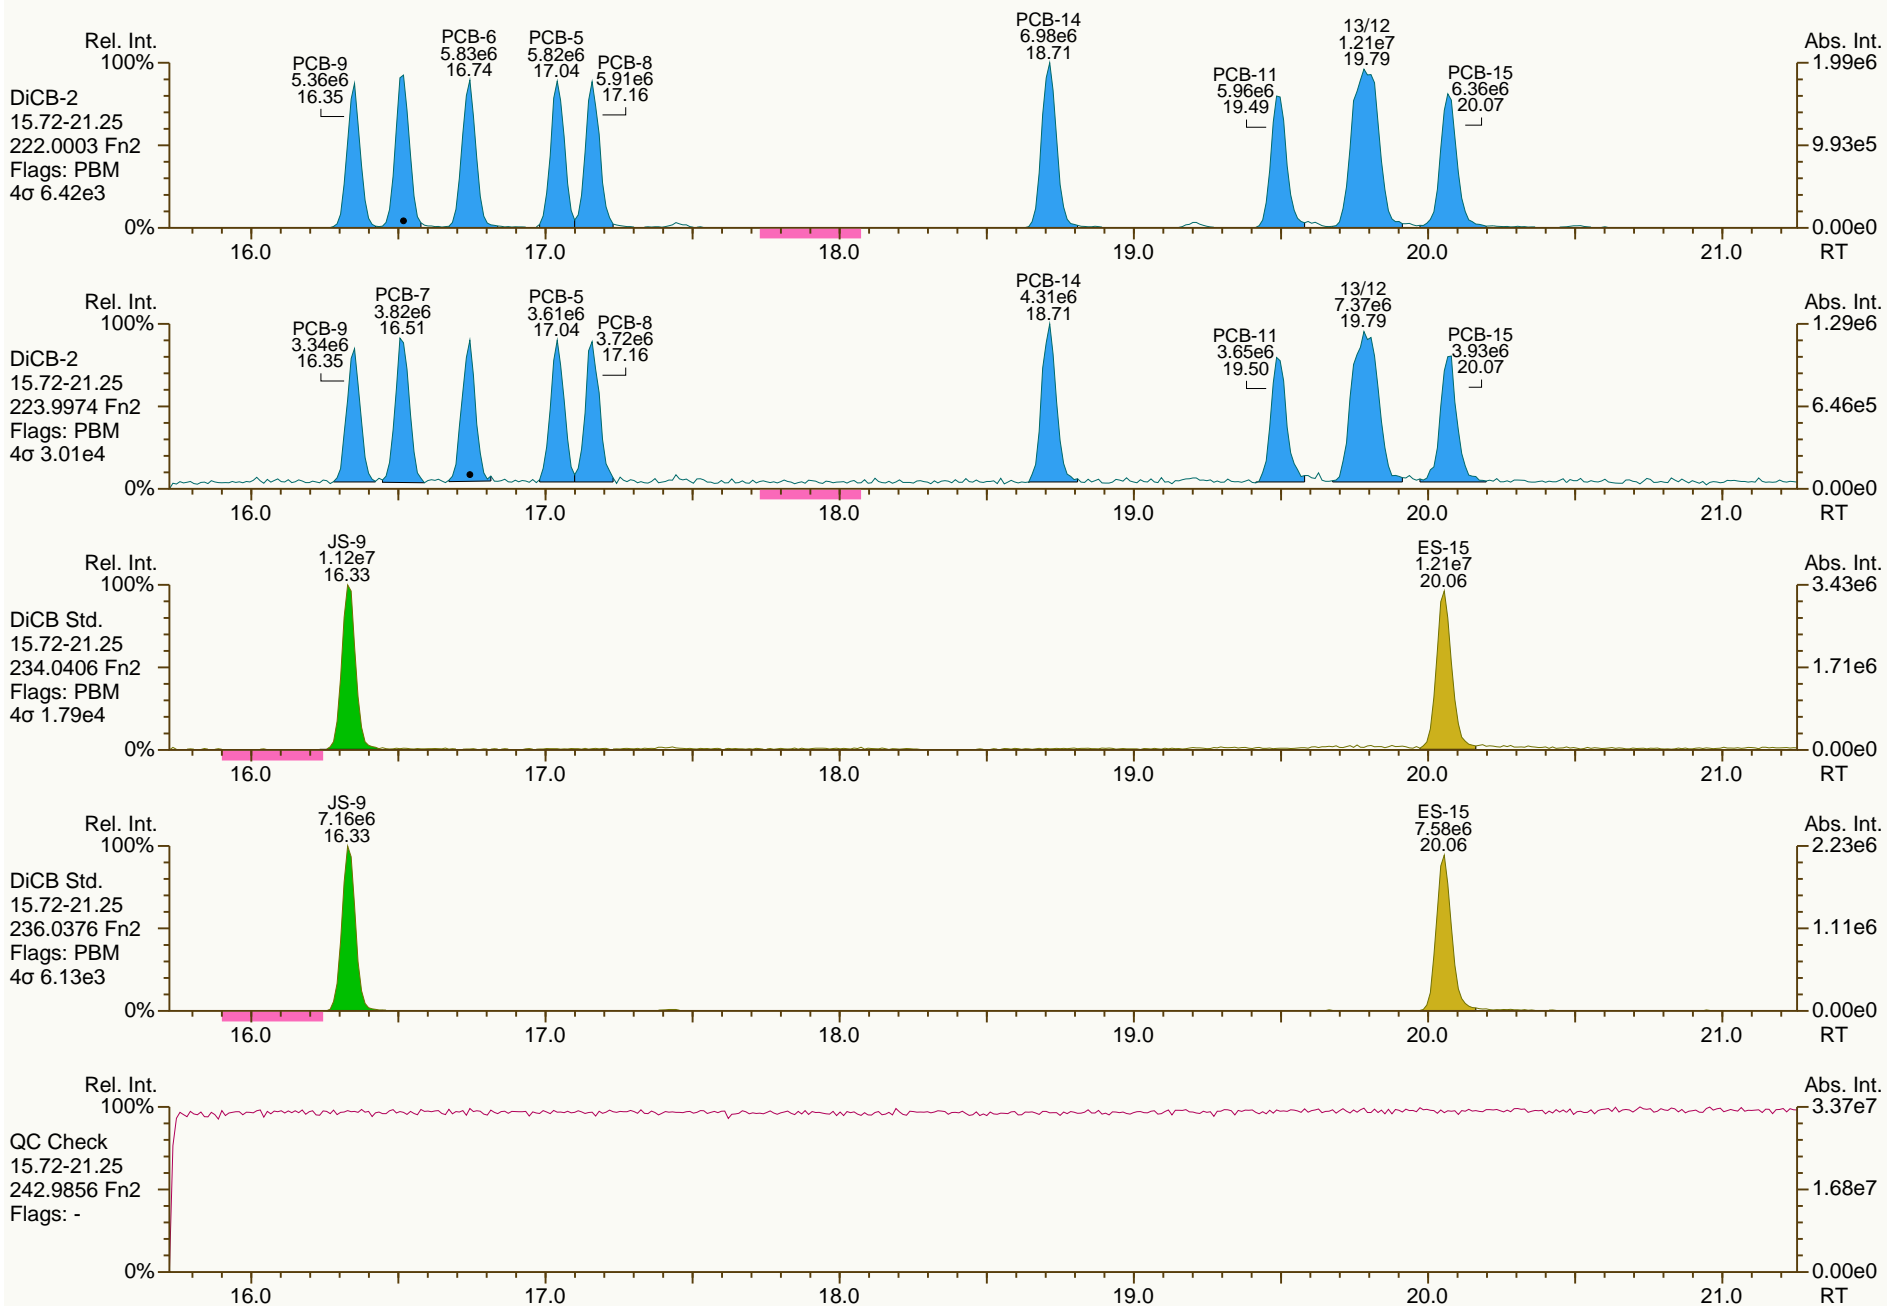 Rel. Int.
100%
0%
DiCB-2
15.72-21.25
222.0003 Fn2
Flags: PBM
4σ 6.42e3
PCB-9
5.36e6
16.35
PCB-6
5.83e6
16.74
PCB-5
5.82e6
17.04
PCB-8
5.91e6
17.16
PCB-14
6.98e6
18.71
PCB-11
5.96e6
19.49
13/12
1.21e7
19.79
PCB-15
6.36e6
20.07
Abs. Int.
1.99e6
9.93e5
0.00e0
16.0 17.0 18.0 19.0 20.0 21.0 RT
Rel. Int.
100%
0%
DiCB-2
15.72-21.25
223.9974 Fn2
Flags: PBM
4σ 3.01e4
PCB-9
3.34e6
16.35
PCB-7
3.82e6
16.51
PCB-5
3.61e6
17.04
PCB-8
3.72e6
17.16
PCB-14
4.31e6
18.71
PCB-11
3.65e6
19.50
13/12
7.37e6
19.79
PCB-15
3.93e6
20.07
Abs. Int.
1.29e6
6.46e5
0.00e0
16.0 17.0 18.0 19.0 20.0 21.0 RT
Rel. Int.
100%
0%
DiCB Std.
15.72-21.25
234.0406 Fn2
Flags: PBM
4σ 1.79e4
JS-9
1.12e7
16.33
ES-15
1.21e7
20.06
Abs. Int.
3.43e6
1.71e6
0.00e0
16.0 17.0 18.0 19.0 20.0 21.0 RT
Rel. Int.
100%
0%
DiCB Std.
15.72-21.25
236.0376 Fn2
Flags: PBM
4σ 6.13e3
JS-9
7.16e6
16.33
ES-15
7.58e6
20.06
Abs. Int.
2.23e6
1.11e6
0.00e0
16.0 17.0 18.0 19.0 20.0 21.0 RT
Rel. Int.
100%
0%
QC Check
15.72-21.25
242.9856 Fn2
Flags: -
Abs. Int.
3.37e7
1.68e7
0.00e0
16.0 17.0 18.0 19.0 20.0 21.0 RT